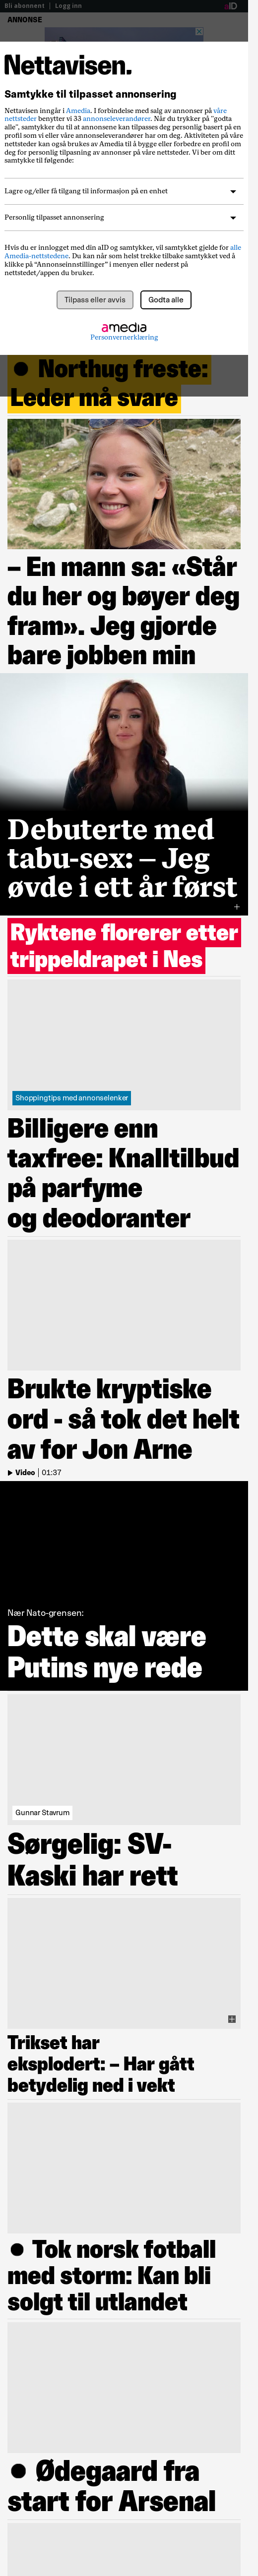 Bli abonnent | Logg inn
aID
ANNONSE
Nettavisen.
Samtykke til tilpasset annonsering
Nettavisen inngår i Amedia. I forbindelse med salg av annonser på våre
nettsteder benytter vi 33 annonseleverandører. Når du trykker på "godta
alle", samtykker du til at annonsene kan tilpasses deg personlig basert på en
profil som vi eller våre annonseleverandører har om deg. Aktiviteten på våre
nettsteder kan også brukes av Amedia til å bygge eller forbedre en profil om
deg for personlig tilpasning av annonser på våre nettsteder. Vi ber om ditt
samtykke til følgende:
Lagre og/eller få tilgang til informasjon på en enhet
Personlig tilpasset annonsering
Hvis du er innlogget med din aID og samtykker, vil samtykket gjelde for alle
Amedia-nettstedene. Du kan når som helst trekke tilbake samtykket ved å
klikke på “Annonseinnstillinger” i menyen eller nederst på
nettstedet/appen du bruker.
Tilpass eller avvis
Godta alle
amedia
Personvernerklæring
● Northug freste:
Leder må svare
– En mann sa: «Står
du her og bøyer deg
fram». Jeg gjorde
bare jobben min
Debuterte med
tabu-sex: – Jeg
øvde i ett år først
Ryktene florerer etter
trippeldrapet i Nes
Shoppingtips med annonselenker
Billigere enn
taxfree: Knalltilbud
på parfyme
og deodoranter
Brukte kryptiske
ord - så tok det helt
av for Jon Arne
Video | 01:37
Nær Nato-grensen:
Dette skal være
Putins nye rede
Gunnar Stavrum
Sørgelig: SV-
Kaski har rett
Trikset har
eksplodert: – Har gått
betydelig ned i vekt
● Tok norsk fotball
med storm: Kan bli
solgt til utlandet
● Ødegaard fra
start for Arsenal